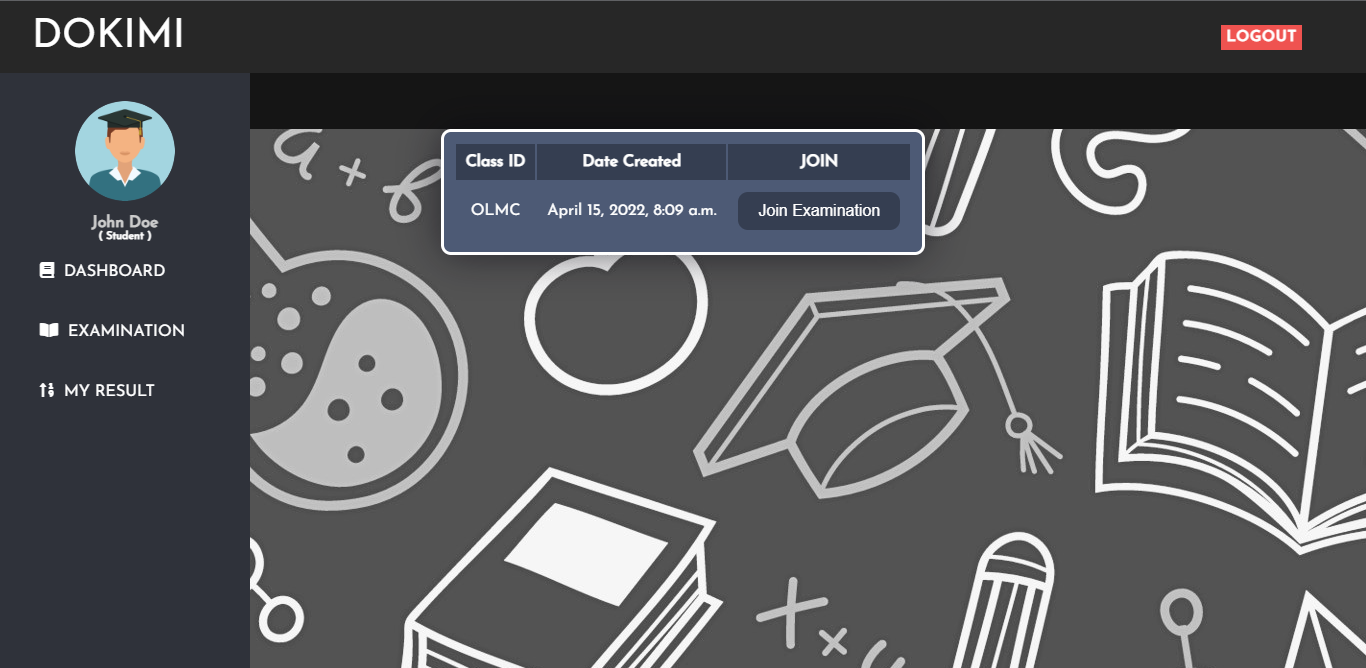 DOKIMI
LOGOUT
John Doe
( Student )
DASHBOARD
EXAMINATION
MY RESULT
Class ID Date Created JOIN
OLMC April 15, 2022, 8:09 a.m. Join Examination